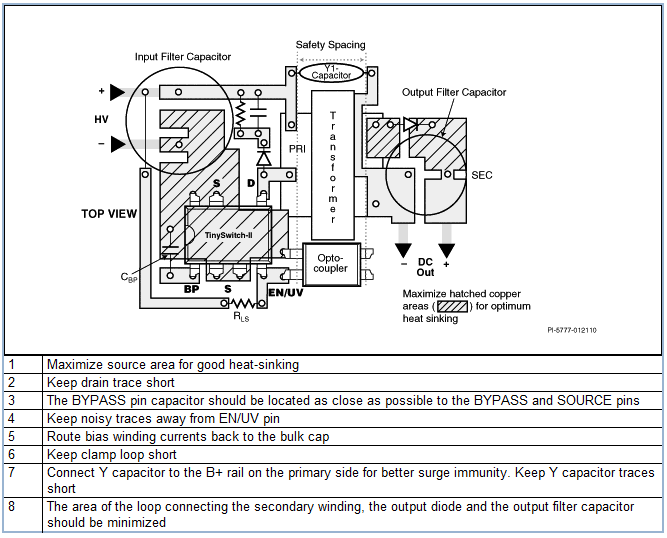 Safety Spacing
Input Filter Capacitor
Y1-
Capacitor
Output Filter Capacitor
+
HV
–
Transformer
PRI
SEC
S
D
TOP VIEW
TinySwitch-II
Opto-
coupler
CBP
BP
S
EN/UV
RLS
– DC +
Out
Maximize hatched copper
areas ( ) for optimum
heat sinking
PI-5777-012110
1 Maximize source area for good heat-sinking
2 Keep drain trace short
3 The BYPASS pin capacitor should be located as close as possible to the BYPASS and SOURCE pins
4 Keep noisy traces away from EN/UV pin
5 Route bias winding currents back to the bulk cap
6 Keep clamp loop short
7 Connect Y capacitor to the B+ rail on the primary side for better surge immunity. Keep Y capacitor traces
short
8 The area of the loop connecting the secondary winding, the output diode and the output filter capacitor
should be minimized